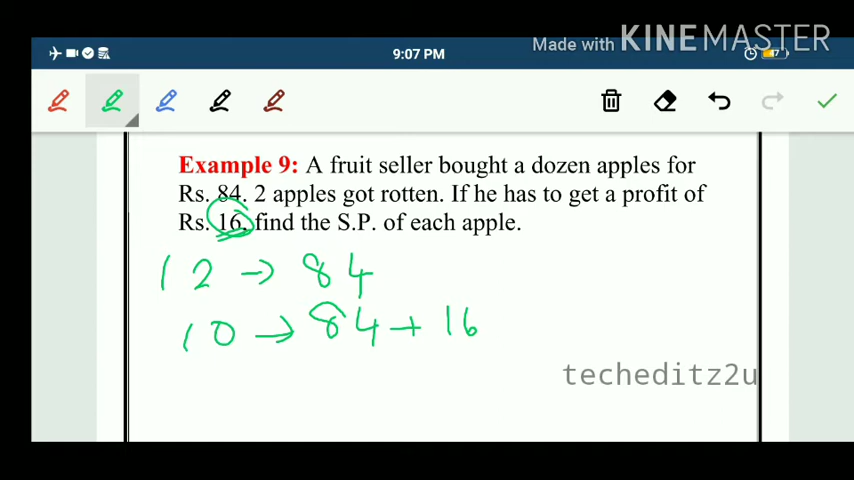 Made with KINEMASTER
9:07 PM
Example 9: A fruit seller bought a dozen apples for
Rs. 84. 2 apples got rotten. If he has to get a profit of
Rs. 16, find the S.P. of each apple.
12 → 84
10 → 84 + 16
techeditz2u